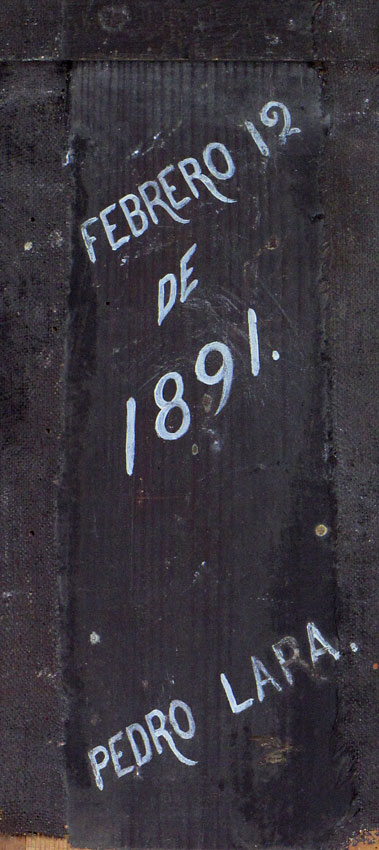 FEBRERO 12
DE
1891.
PEDRO LARA.